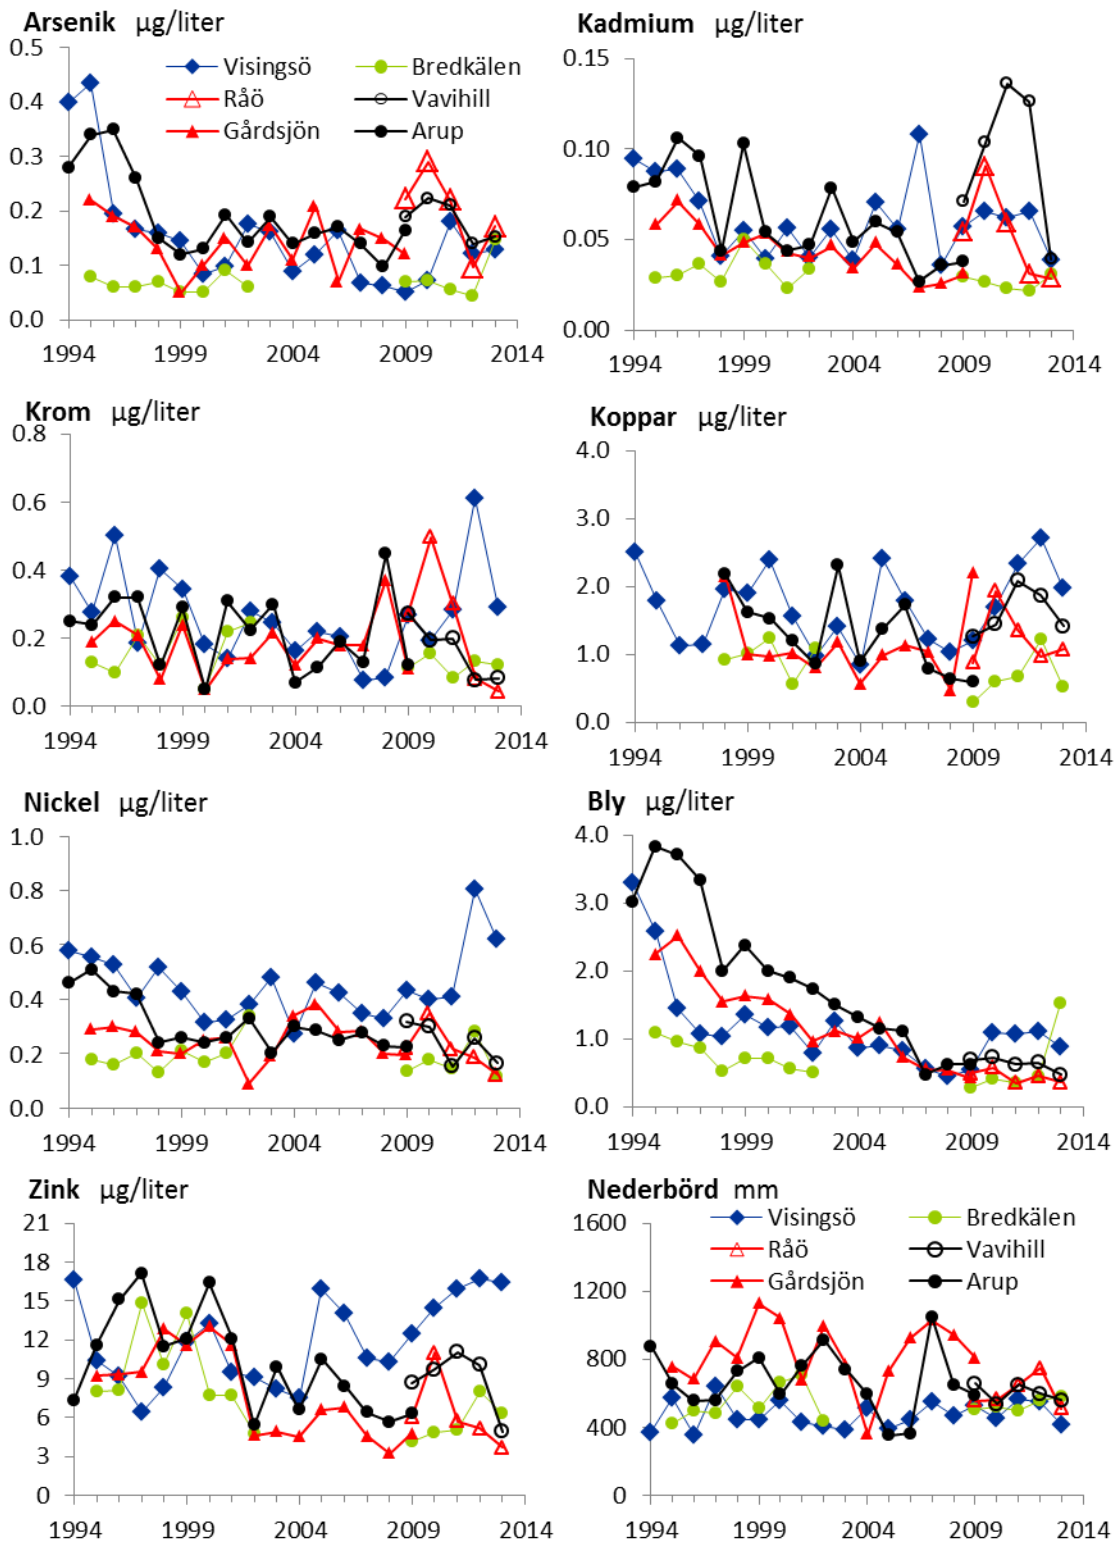 Arsenik µg/liter
0.5
0.4
0.3
0.2
0.1
0.0
1994 1999 2004 2009 2014
Visingsö Bredkälen
Råö Vavihill
Gårdsjön Arup
Kadmium µg/liter
0.15
0.10
0.05
0.00
1994 1999 2004 2009 2014
Krom µg/liter
0.8
0.6
0.4
0.2
0.0
1994 1999 2004 2009 2014
Koppar µg/liter
4.0
3.0
2.0
1.0
0.0
1994 1999 2004 2009 2014
Nickel µg/liter
1.0
0.8
0.6
0.4
0.2
0.0
1994 1999 2004 2009 2014
Bly µg/liter
4.0
3.0
2.0
1.0
0.0
1994 1999 2004 2009 2014
Zink µg/liter
21
18
15
12
9
6
3
0
1994 1999 2004 2009 2014
Nederbörd mm
1600
1200
800
400
0
1994 1999 2004 2009 2014
Visingsö Bredkälen
Råö Vavihill
Gårdsjön Arup